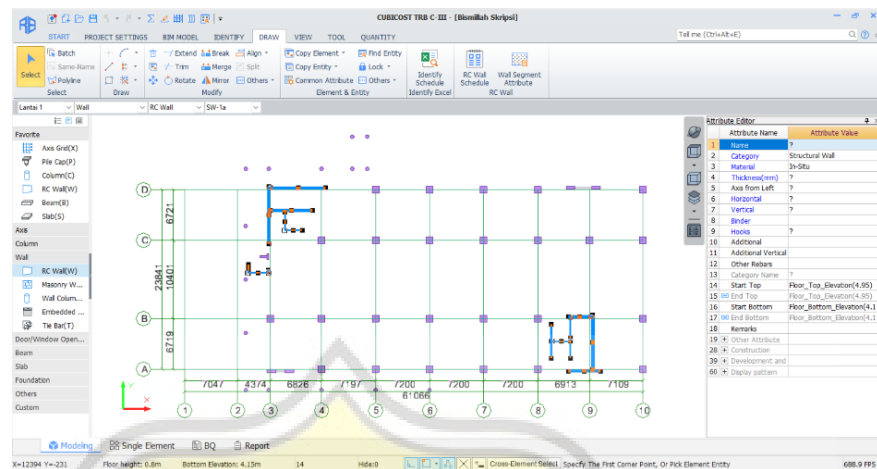 CUBICOST TRB C-III - [Bismillah Skripsi]
START PROJECT SETTINGS BIM MODEL IDENTIFY DRAW VIEW TOOL QUANTITY
Tell me (Ctrl+Alt+E)
Select
Batch
Same-Name
Polyline
Select
Draw
Extend Break Align
Trim Merge Split
Rotate Mirror Others
Modify
Copy Element Find Entity
Copy Entity Lock
Common Attribute Others
Element & Entity
Identify Schedule
Identify Excel
RC Wall Schedule
Wall Segment Attribute
RC Wall
Lantai 1 Wall RC Wall SW-1a
Favorite
Axis Grid(X)
Pile Cap(P)
Column(C)
RC Wall(W)
Beam(B)
Slab(S)
Axis
Column
Wall
RC Wall(W)
Masonry W...
Wall Colum...
Embedded ...
Tie Bar(T)
Door/Window Open...
Beam
Slab
Foundation
Others
Custom
D
C
B
A
6721
10401
23841
6719
7047 4374 6826 7197 7200 7200 7200 6913 7109
61066
1 2 3 4 5 6 7 8 9 10
Y
X
Attribute Editor
Attribute Name Attribute Value
1 Name ?
2 Category Structural Wall
3 Material In-Situ
4 Thickness(mm) ?
5 Axis from Left ?
6 Horizontal ?
7 Vertical ?
8 Binder
9 Hooks ?
10 Additional
11 Additional Vertical
12 Other Rebars
13 Category Name ?
14 Start Top Floor_Top_Elevation(4.95)
15 End Top Floor_Top_Elevation(4.95)
16 Start Bottom Floor_Bottom_Elevation(4.1
17 End Bottom Floor_Bottom_Elevation(4.1
18 Remarks
19 + Other Attribute
28 + Construction
39 + Development and
60 + Display pattern
Modeling Single Element BQ Report
X=12394 Y=-231 Floor height: 0.8m Bottom Elevation: 4.15m 14 Hide:0 Cross-Element Select Specify The First Corner Point, Or Pick Element Entity 688.9 FPS